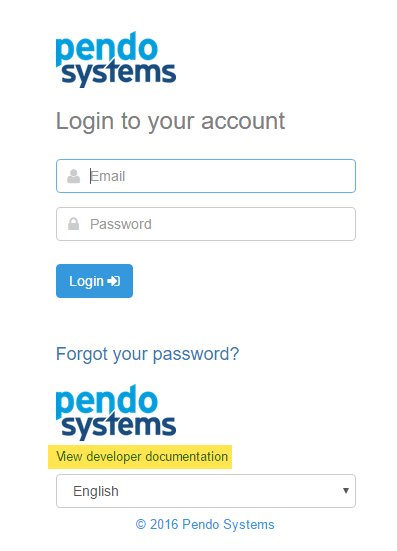 pendo
systems
Login to your account
Email
Password
Login
Forgot your password?
pendo
systems
View developer documentation
English
© 2016 Pendo Systems